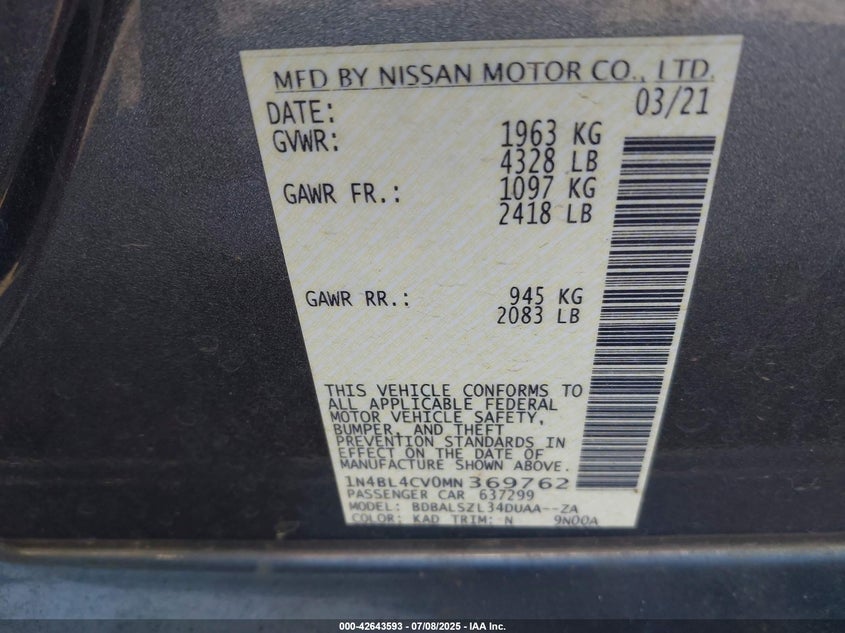 MFD BY NISSAN MOTOR CO., LTD.
DATE: 03/21
GVWR: 1963 KG
4328 LB
GAWR FR.: 1097 KG
2418 LB
GAWR RR.: 945 KG
2083 LB
THIS VEHICLE CONFORMS TO
ALL APPLICABLE FEDERAL
MOTOR VEHICLE SAFETY,
BUMPER, AND THEFT
PREVENTION STANDARDS IN
EFFECT ON THE DATE OF
MANUFACTURE SHOWN ABOVE.
1N4BL4CV0MN369762
PASSENGER CAR 637299
MODEL: BDBALSZL34DUAA--ZA
COLOR: KAD TRIM: N 9N00A
000-42643593 - 07/08/2025 - IAA Inc.